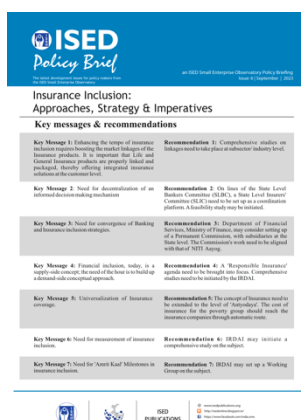 ISED
Policy Brief
The latest development issues for policy makers from
the ISED Small Enterprise Observatory
an ISED Small Enterprise Observatory Policy Briefing
Issue 6 | September | 2023
Insurance Inclusion:
Approaches, Strategy & Imperatives
Key messages & recommendations
Key Message 1: Enhancing the tempo of insurance
inclusion requires boosting the market linkages of the
Insurance products. It is important that Life and
General Insurance products are properly linked and
packaged, thereby offering integrated insurance
solutions at the customer level.
Recommendation 1: Comprehensive studies on
linkages need to take place at subsector/ industry level.
Key Message 2: Need for decentralization of an
informed decision making mechanism
Recommendation 2: On lines of the State Level
Bankers Committee (SLBC), a State Level Insurers'
Committee (SLIC) need to be set up as a coordination
platform. A feasibility study may be initiated.
Key Message 3: Need for convergence of Banking
and Insurance inclusion strategies.
Recommendation 3: Department of Financial
Services, Ministry of Finance, may consider setting up
of a Permanent Commission, with subsidiaries at the
State level. The Commission's work need to be aligned
with that of NITI Aayog.
Key Message 4: Financial inclusion, today, is a
supply-side concept; the need of the hour is to build up
a demand-side conceptual approach.
Recommendation 4: A 'Responsible Insurance'
agenda need to be brought into focus. Comprehensive
studies need to be initiated by the IRDAI.
Key Message 5: Universalization of Insurance
coverage.
Recommendation 5: The concept of Insurance need to
be extended to the level of 'Antyodaya'. The cost of
insurance for the poverty group should reach the
insurance companies through automatic route.
Key Message 6: Need for measurement of insurance
inclusion.
Recommendation 6: IRDAI may initiate a
comprehensive study on the subject.
Key Message 7: Need for 'Amrit Kaal' Milestones in
insurance inclusion.
Recommendation 7: IRDAI may set up a Working
Group on the subject.
ISED
PUBLICATIONS